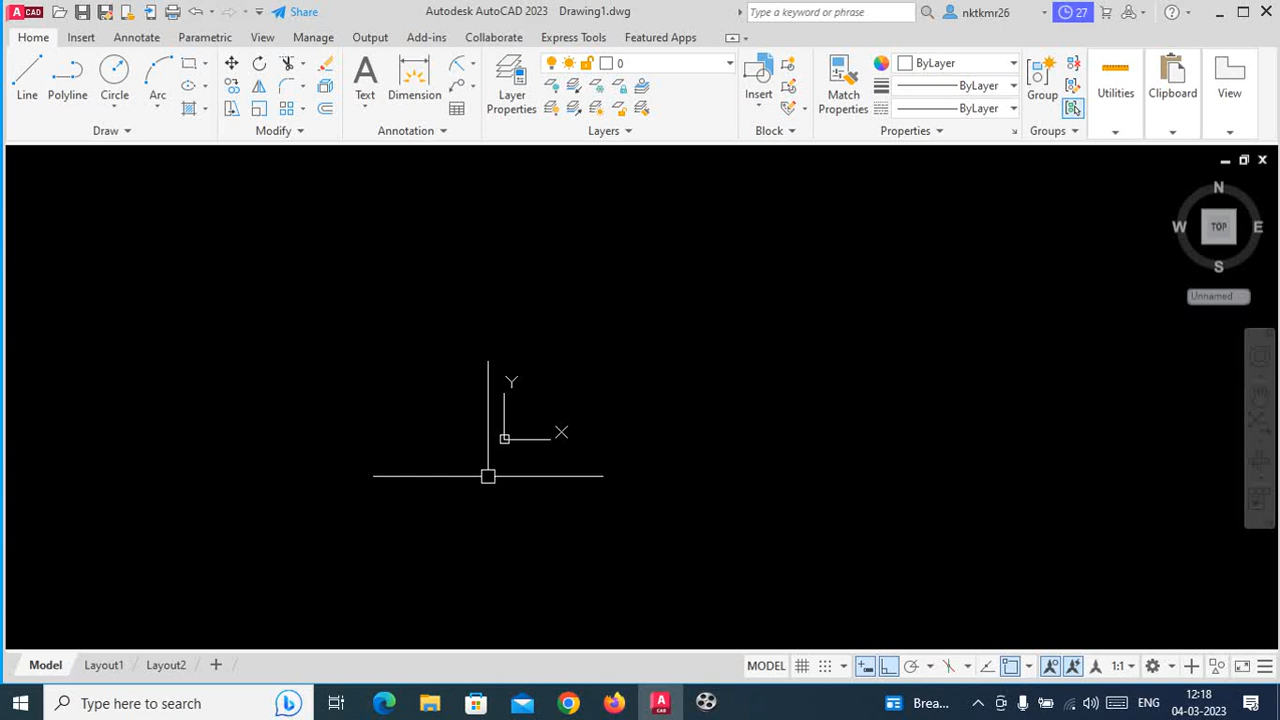 A CAD Share Autodesk AutoCAD 2023 Drawing1.dwg Type a keyword or phrase nktkmr26 27
Home Insert Annotate Parametric View Manage Output Add-ins Collaborate Express Tools Featured Apps
0 ByLayer
Line Polyline Circle Arc Text Dimension Layer Properties Insert Match Properties ByLayer Group Utilities Clipboard View
ByLayer
Draw Modify Annotation Layers Block Properties Groups
N
W TOP E
S
Unnamed
Y
X
Model Layout1 Layout2 MODEL 1:1
Type here to search CAD Brea... ENG 12:18
04-03-2023